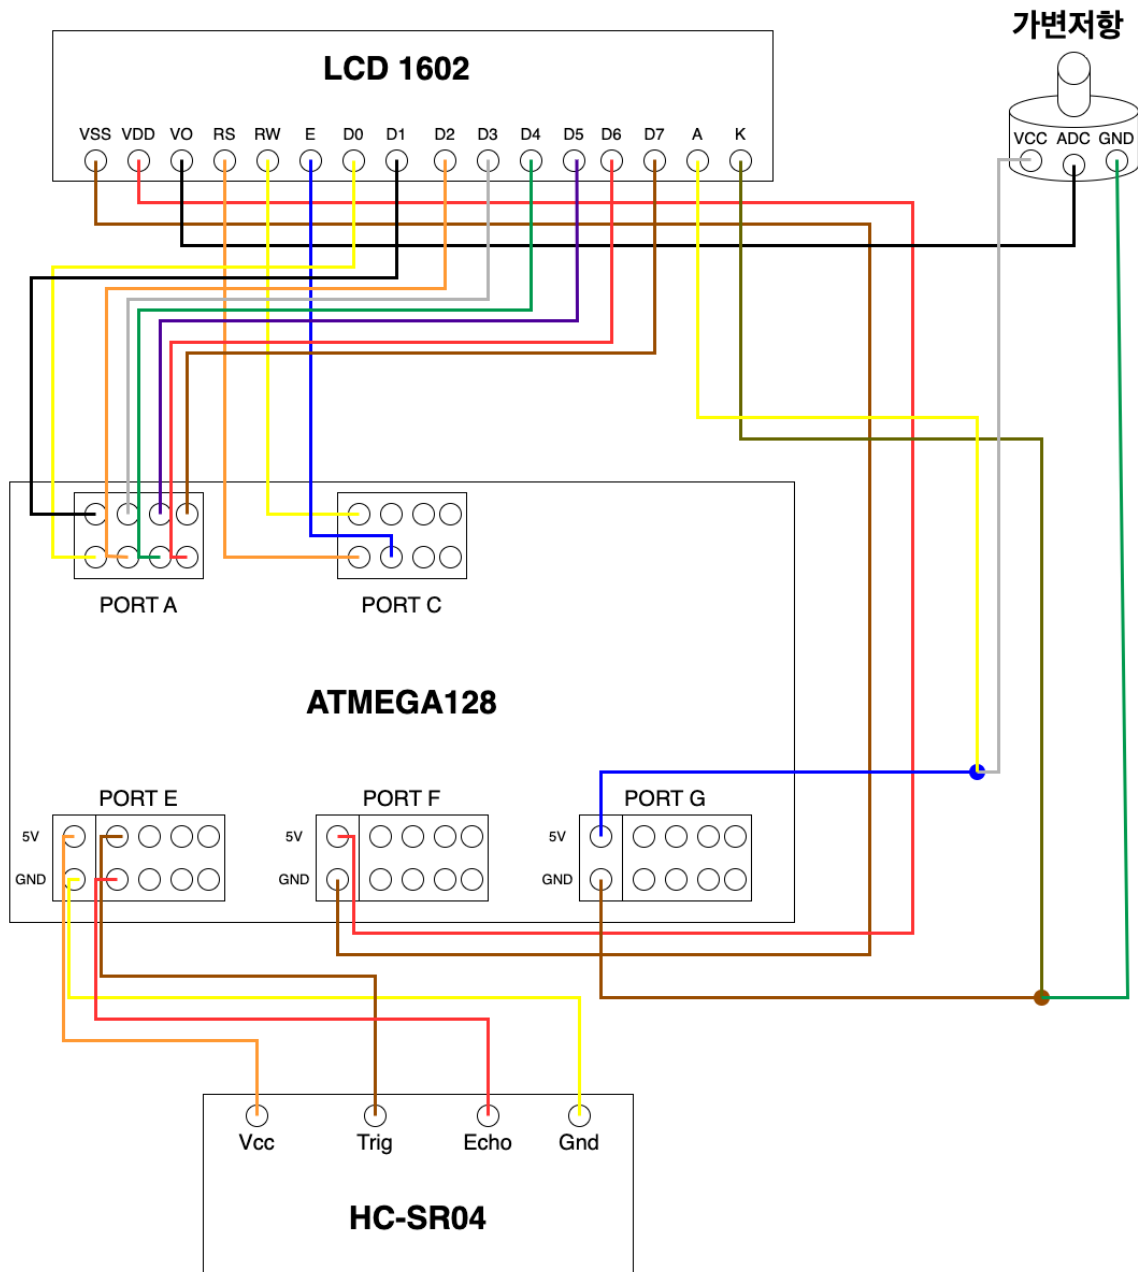 가변저항
LCD 1602
VSS VDD VO RS RW E D0 D1 D2 D3 D4 D5 D6 D7 A K
VCC ADC GND
PORT A
PORT C
ATMEGA128
PORT E
PORT F
PORT G
5V
5V
5V
GND
GND
GND
Vcc
Trig
Echo
Gnd
HC-SR04